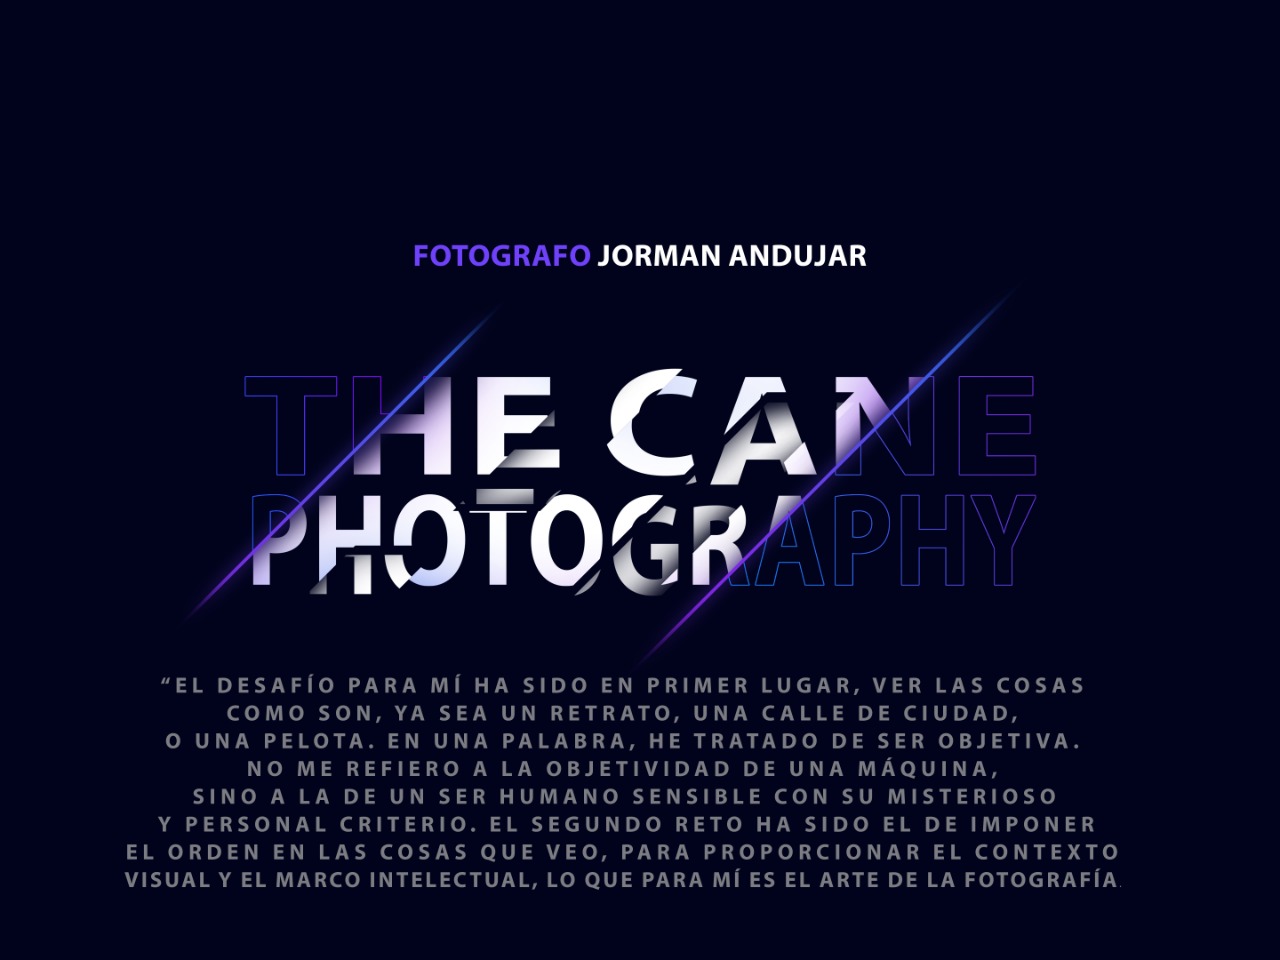 FOTOGRAFO JORMAN ANDUJAR
THE CANE
PHOTOGRAPHY
“EL DESAFÍO PARA MÍ HA SIDO EN PRIMER LUGAR, VER LAS COSAS
COMO SON, YA SEA UN RETRATO, UNA CALLE DE CIUDAD,
O UNA PELOTA. EN UNA PALABRA, HE TRATADO DE SER OBJETIVA.
NO ME REFIERO A LA OBJETIVIDAD DE UNA MÁQUINA,
SINO A LA DE UN SER HUMANO SENSIBLE CON SU MISTERIOSO
Y PERSONAL CRITERIO. EL SEGUNDO RETO HA SIDO EL DE IMPONER
EL ORDEN EN LAS COSAS QUE VEO, PARA PROPORCIONAR EL CONTEXTO
VISUAL Y EL MARCO INTELECTUAL, LO QUE PARA MÍ ES EL ARTE DE LA FOTOGRAFÍA.